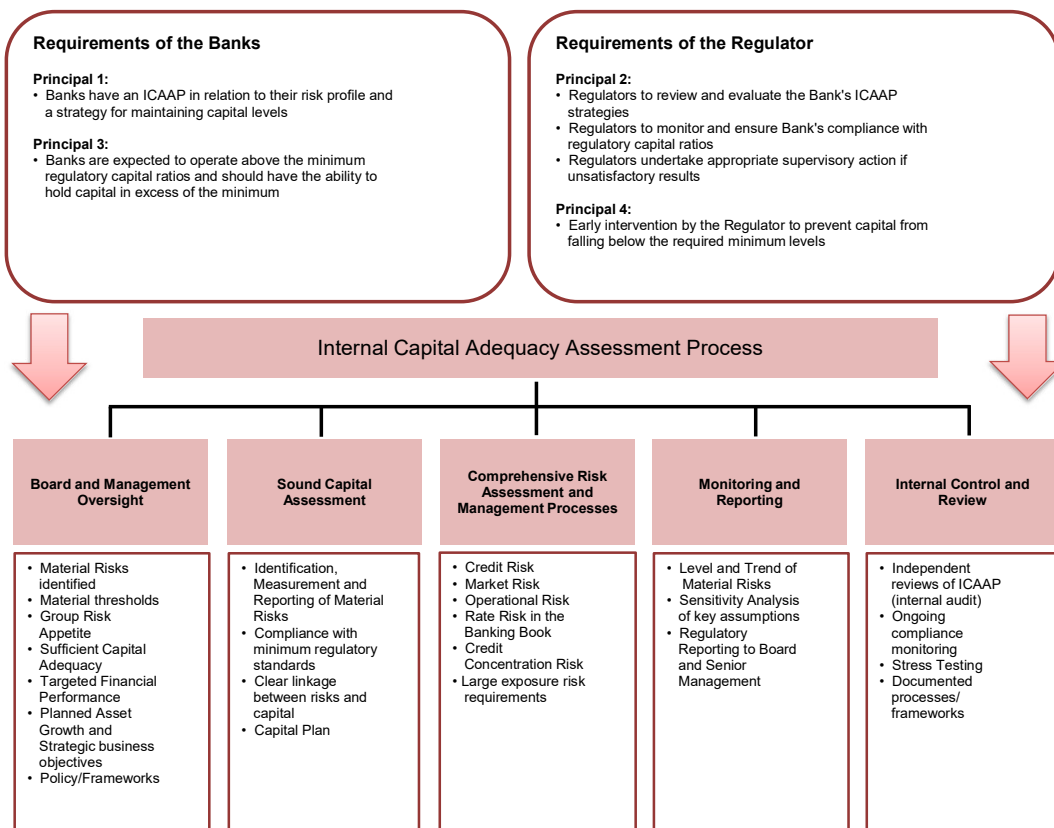 Requirements of the Banks
Principal 1:
• Banks have an ICAAP in relation to their risk profile and
a strategy for maintaining capital levels
Principal 3:
• Banks are expected to operate above the minimum
regulatory capital ratios and should have the ability to
hold capital in excess of the minimum
Requirements of the Regulator
Principal 2:
• Regulators to review and evaluate the Bank's ICAAP
strategies
• Regulators to monitor and ensure Bank's compliance with
regulatory capital ratios
• Regulators undertake appropriate supervisory action if
unsatisfactory results
Principal 4:
• Early intervention by the Regulator to prevent capital from
falling below the required minimum levels
Internal Capital Adequacy Assessment Process
Board and Management
Oversight
• Material Risks
identified
• Material thresholds
• Group Risk
Appetite
• Sufficient Capital
Adequacy
• Targeted Financial
Performance
• Planned Asset
Growth and
Strategic business
objectives
• Policy/Frameworks
Sound Capital
Assessment
• Identification,
Measurement and
Reporting of Material
Risks
• Compliance with
minimum regulatory
standards
• Clear linkage
between risks and
capital
• Capital Plan
Comprehensive Risk
Assessment and
Management Processes
• Credit Risk
• Market Risk
• Operational Risk
• Rate Risk in the
Banking Book
• Credit
Concentration Risk
• Large exposure risk
requirements
Monitoring and
Reporting
• Level and Trend of
Material Risks
• Sensitivity Analysis
of key assumptions
• Regulatory
Reporting to Board
and Senior
Management
Internal Control and
Review
• Independent
reviews of ICAAP
(internal audit)
• Ongoing
compliance
monitoring
• Stress Testing
• Documented
processes/
frameworks